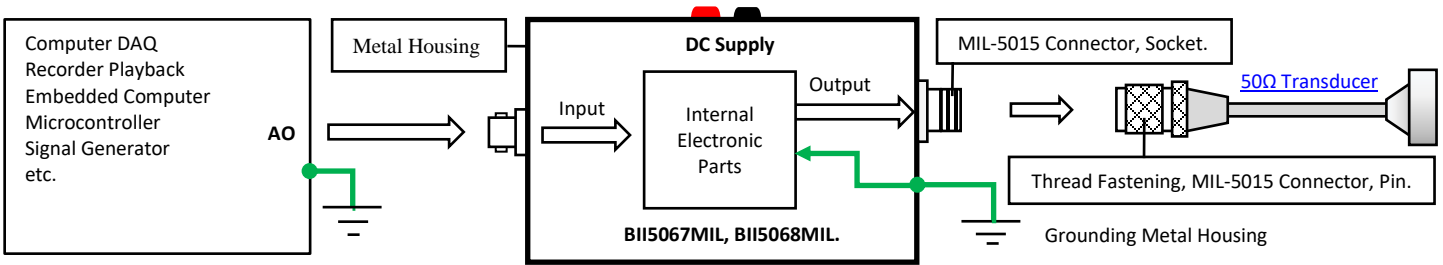 Computer DAQ
Recorder Playback
Embedded Computer
Microcontroller
Signal Generator
etc.
AO
Metal Housing
DC Supply
Input
Internal
Electronic
Parts
Output
BII5067MIL, BII5068MIL.
MIL-5015 Connector, Socket.
50Ω Transducer
Thread Fastening, MIL-5015 Connector, Pin.
Grounding Metal Housing